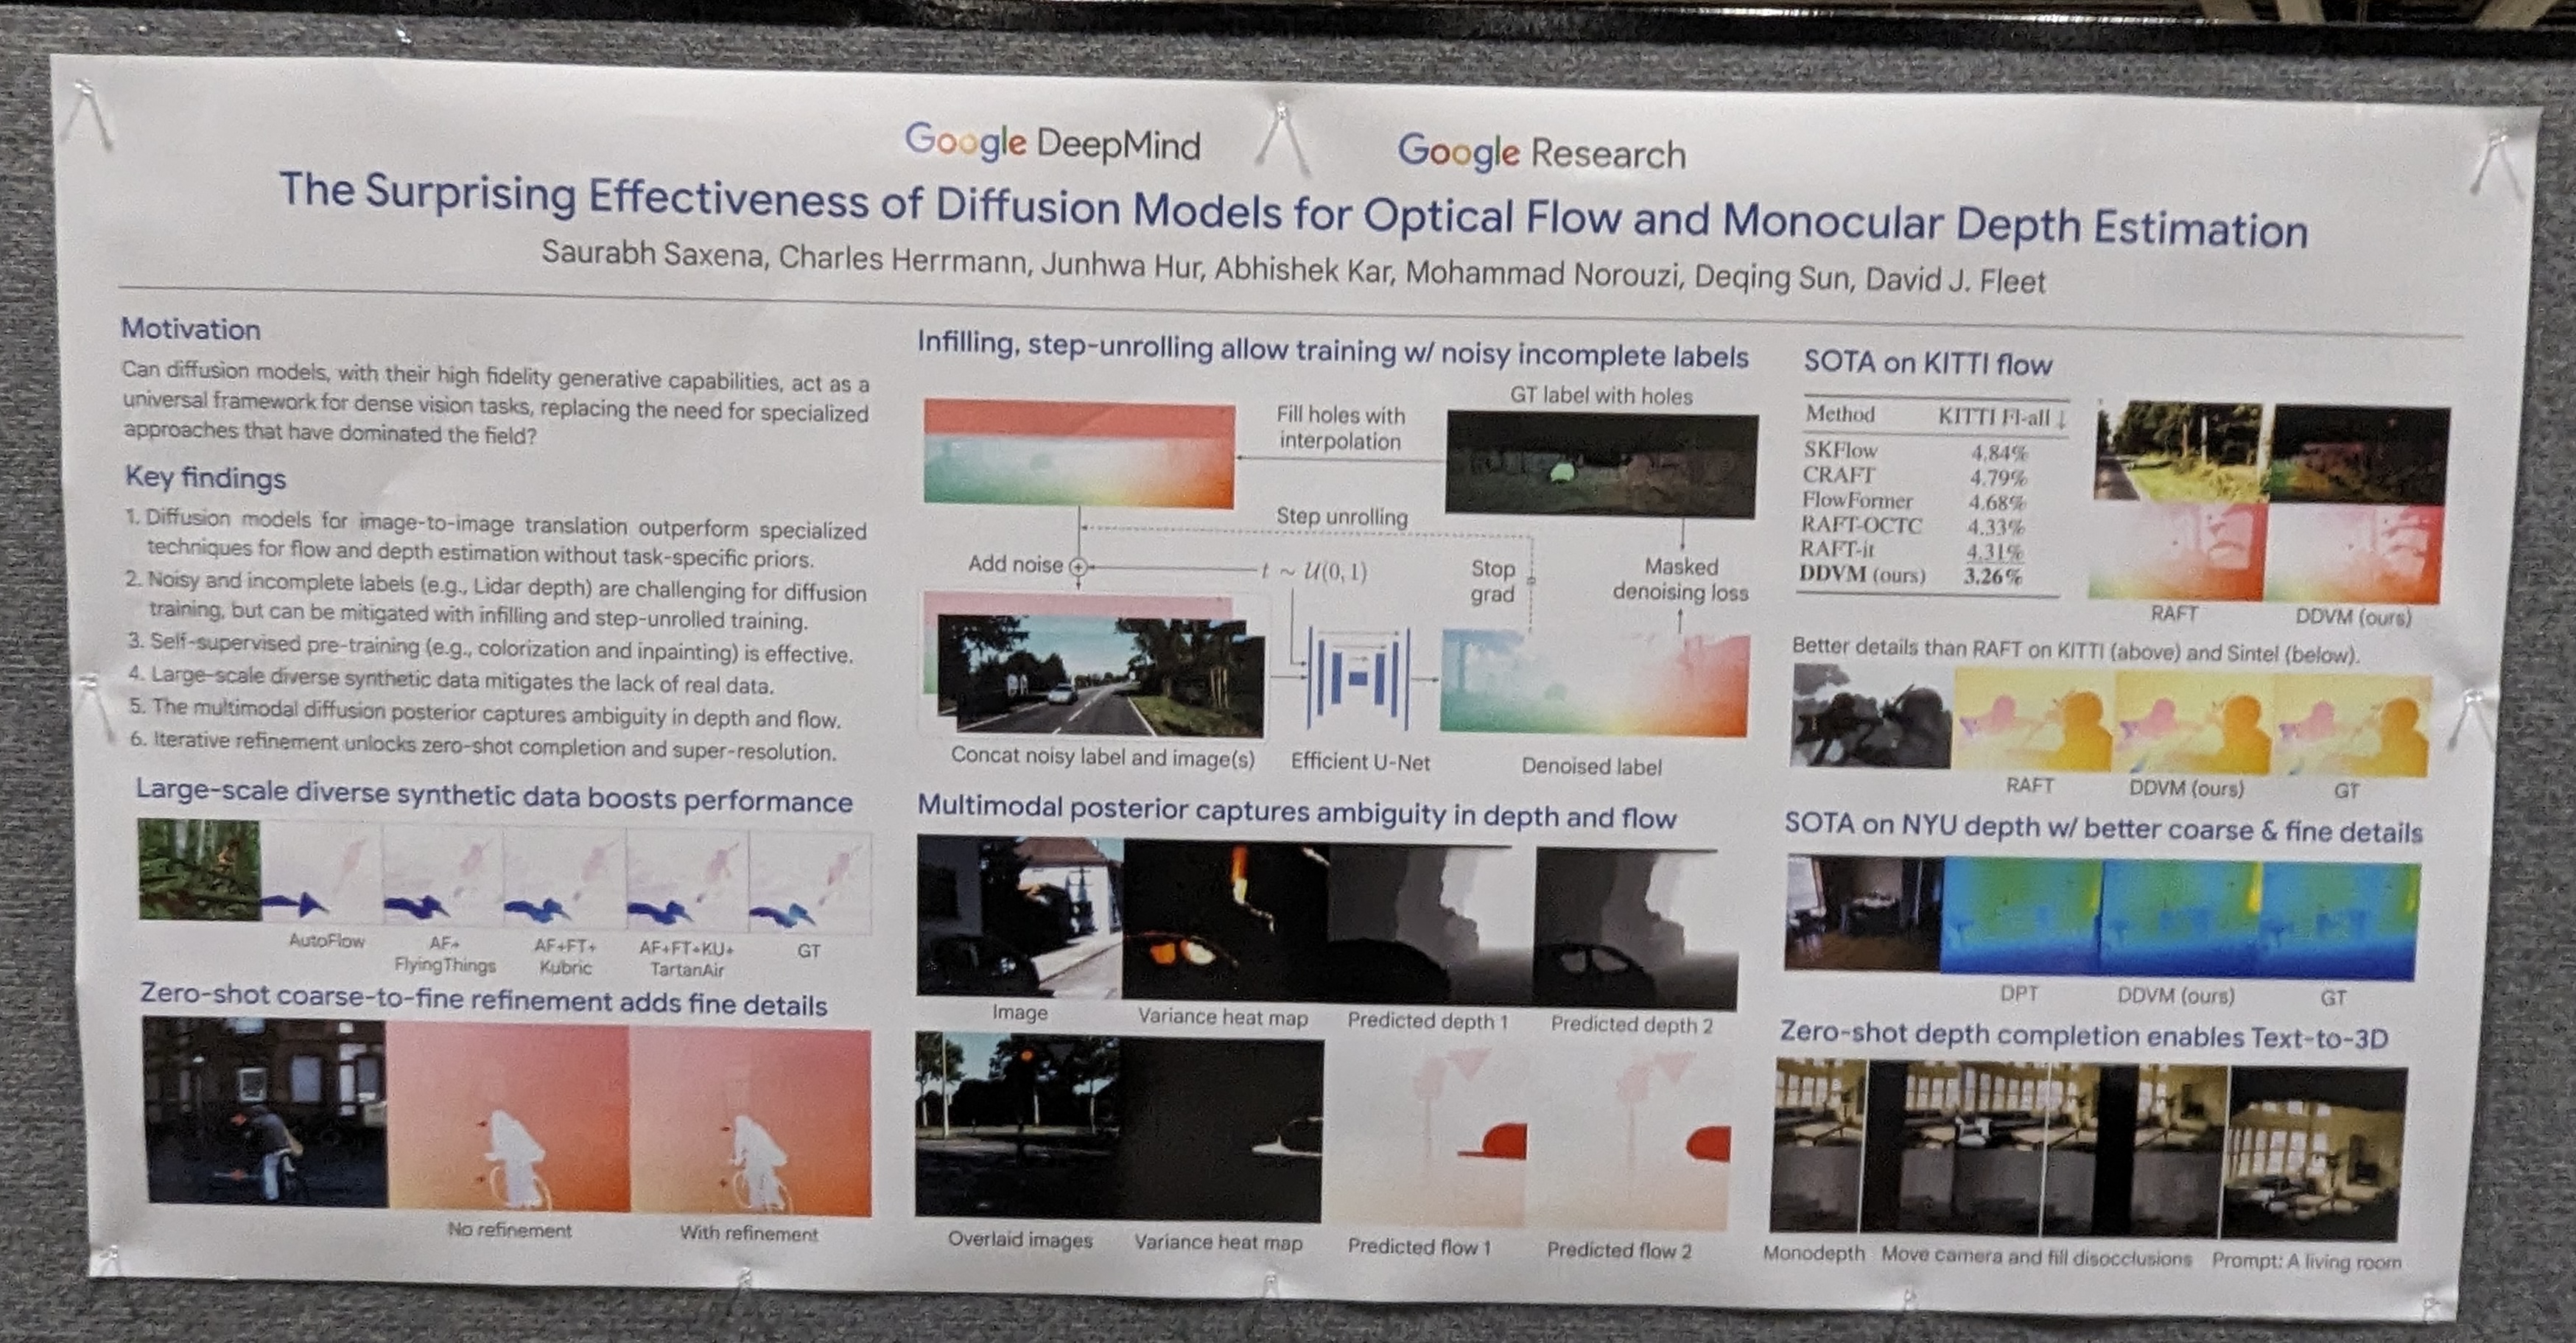 Google DeepMind
Google Research
The Surprising Effectiveness of Diffusion Models for Optical Flow and Monocular Depth Estimation
Saurabh Saxena, Charles Herrmann, Junhwa Hur, Abhishek Kar, Mohammad Norouzi, Deqing Sun, David J. Fleet
Motivation
Can diffusion models, with their high fidelity generative capabilities, act as a
universal framework for dense vision tasks, replacing the need for specialized
approaches that have dominated the field?
Key findings
1. Diffusion models for image-to-image translation outperform specialized
techniques for flow and depth estimation without task-specific priors.
2. Noisy and incomplete labels (e.g., Lidar depth) are challenging for diffusion
training, but can be mitigated with infilling and step-unrolled training.
3. Self-supervised pre-training (e.g., colorization and inpainting) is effective.
4. Large-scale diverse synthetic data mitigates the lack of real data.
5. The multimodal diffusion posterior captures ambiguity in depth and flow.
6. Iterative refinement unlocks zero-shot completion and super-resolution.
Large-scale diverse synthetic data boosts performance
AutoFlow
AF+
FlyingThings
AF+FT+
Kubric
AF+FT+KU+
TartanAir
GT
Zero-shot coarse-to-fine refinement adds fine details
No refinement
With refinement
Infilling, step-unrolling allow training w/ noisy incomplete labels
GT label with holes
Fill holes with
interpolation
Step unrolling
Add noise
t ~ U(0, 1)
Stop
grad
Masked
denoising loss
Concat noisy label and image(s)
Efficient U-Net
Denoised label
Multimodal posterior captures ambiguity in depth and flow
Image
Variance heat map
Predicted depth 1
Predicted depth 2
Overlaid images
Variance heat map
Predicted flow 1
Predicted flow 2
SOTA on KITTI flow
Method KITTI Fl-all ↓
SKFlow 4.84%
CRAFT 4.79%
FlowFormer 4.68%
RAFT-OCTC 4.33%
RAFT-it 4.31%
DDVM (ours) 3.26%
RAFT
DDVM (ours)
Better details than RAFT on KITTI (above) and Sintel (below).
RAFT
DDVM (ours)
GT
SOTA on NYU depth w/ better coarse & fine details
DPT
DDVM (ours)
GT
Zero-shot depth completion enables Text-to-3D
Monodepth
Move camera and fill disocclusions
Prompt: A living room